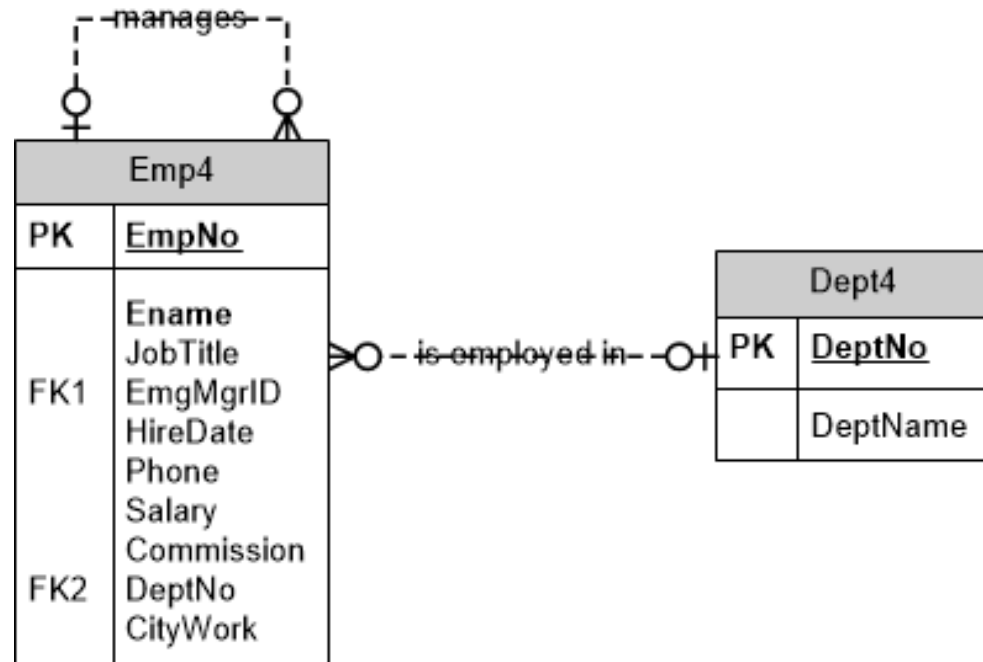 manages
Emp4
PK EmpNo
Ename
JobTitle
FK1 EmgMgrID
HireDate
Phone
Salary
Commission
FK2 DeptNo
CityWork
is employed in
Dept4
PK DeptNo
DeptName